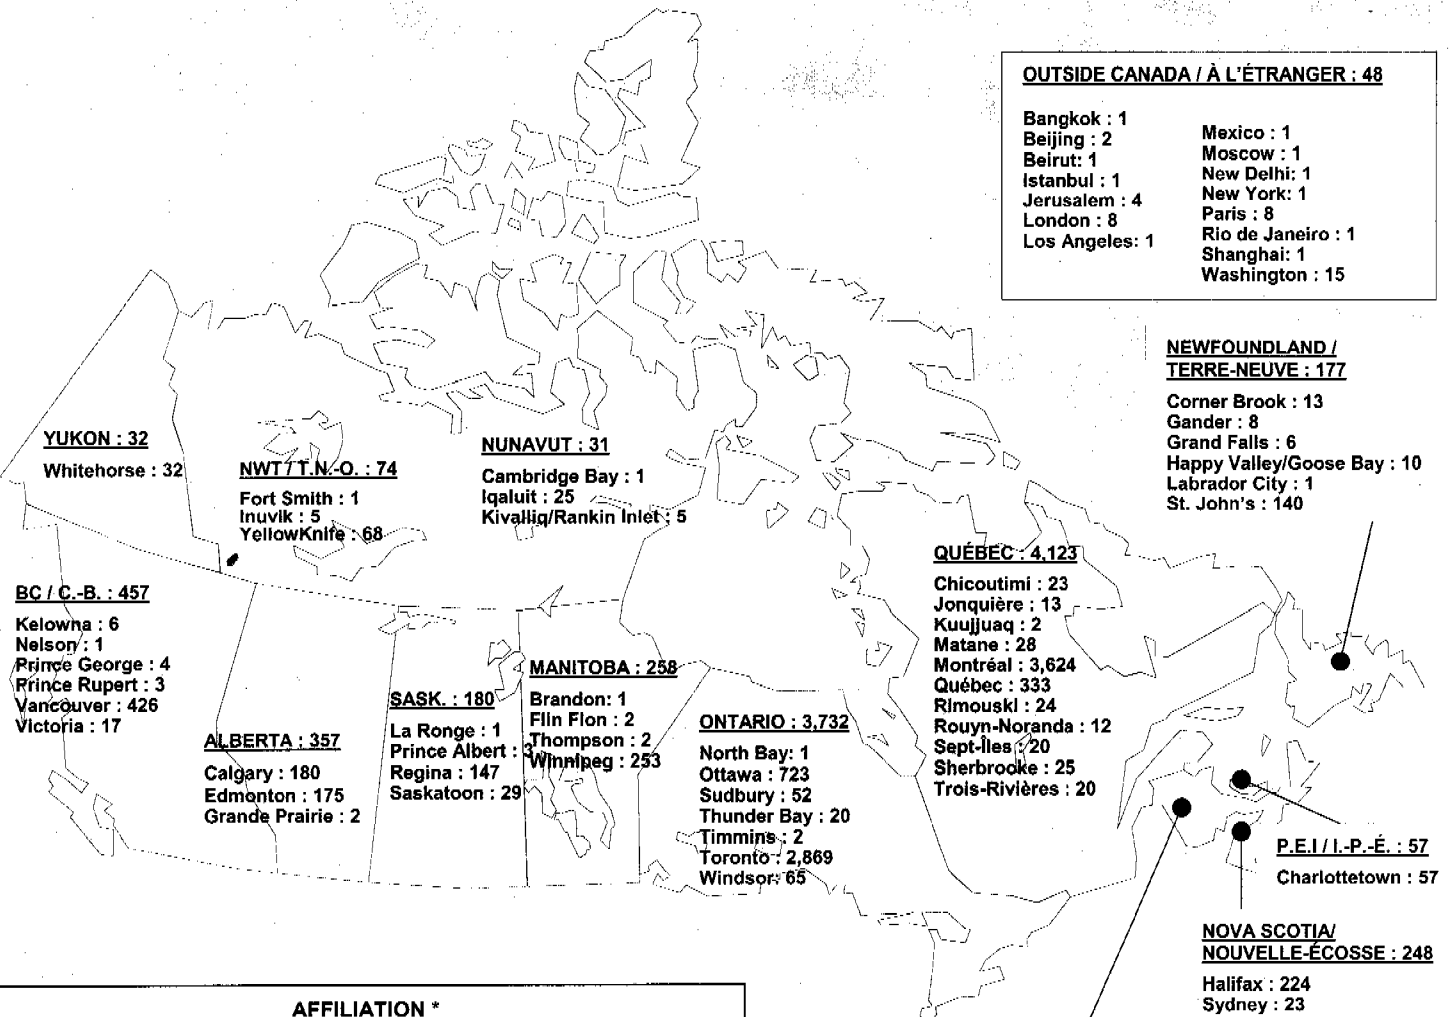 OUTSIDE CANADA / À L'ÉTRANGER : 48
Bangkok : 1
Beijing : 2
Beirut: 1
Istanbul : 1
Jerusalem : 4
London : 8
Los Angeles: 1
Mexico : 1
Moscow : 1
New Delhi: 1
New York: 1
Paris : 8
Rio de Janeiro : 1
Shanghai: 1
Washington : 15
NEWFOUNDLAND /
TERRE-NEUVE : 177
Corner Brook : 13
Gander : 8
Grand Falls : 6
Happy Valley/Goose Bay : 10
Labrador City : 1
St. John's : 140
YUKON : 32
Whitehorse : 32
NWT / T.N.-O. : 74
Fort Smith : 1
Inuvik : 5
YellowKnife : 68
NUNAVUT : 31
Cambridge Bay : 1
Iqaluit : 25
Kivalliq/Rankin Inlet : 5
BC / C.-B. : 457
Kelowna : 6
Nelson : 1
Prince George : 4
Prince Rupert : 3
Vancouver : 426
Victoria : 17
ALBERTA : 357
Calgary : 180
Edmonton : 175
Grande Prairie : 2
SASK. : 180
La Ronge : 1
Prince Albert : 3
Regina : 147
Saskatoon : 29
MANITOBA : 258
Brandon: 1
Flin Flon : 2
Thompson : 2
Winnipeg : 253
ONTARIO : 3,732
North Bay: 1
Ottawa : 723
Sudbury : 52
Thunder Bay : 20
Timmins : 2
Toronto : 2,869
Windsor: 65
QUÉBEC : 4,123
Chicoutimi : 23
Jonquière : 13
Kuujjuaq : 2
Matane : 28
Montréal : 3,624
Québec : 333
Rimouski : 24
Rouyn-Noranda : 12
Sept-Îles : 20
Sherbrooke : 25
Trois-Rivières : 20
P.E.I / I.-P.-É. : 57
Charlottetown : 57
NOVA SCOTIA/
NOUVELLE-ÉCOSSE : 248
Halifax : 224
Sydney : 23
AFFILIATION *